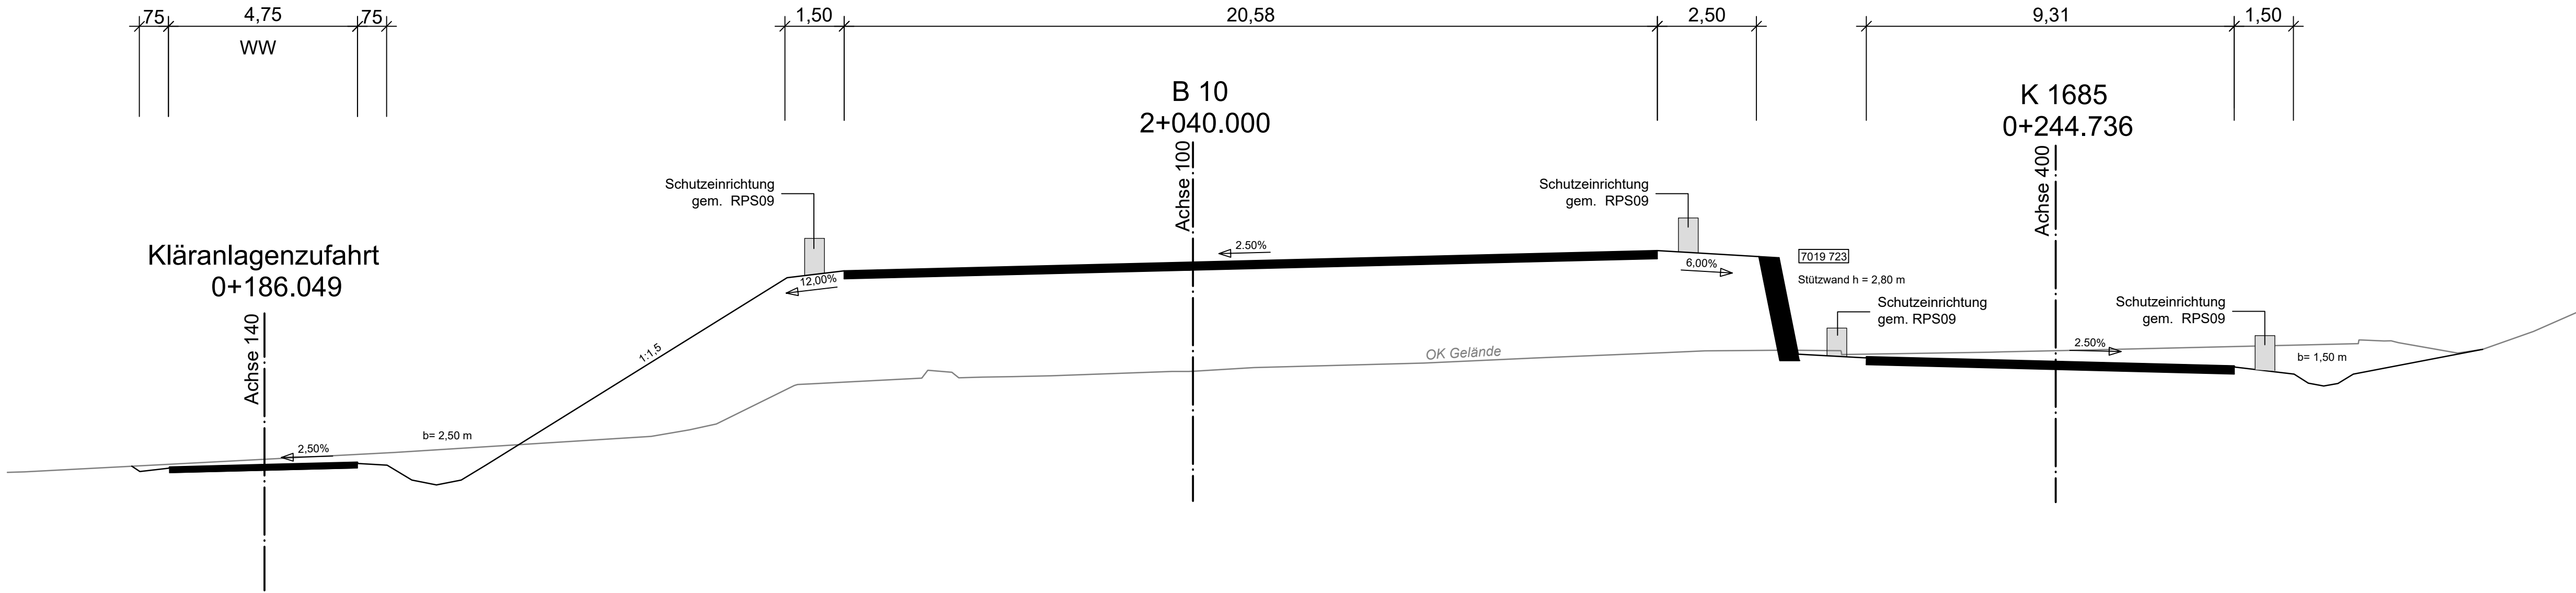 75
4,75
75
WW
1,50
20,58
2,50
9,31
1,50
B 10
2+040.000
K 1685
0+244.736
Achse 100
Achse 400
Schutzeinrichtung
gem. RPS09
Schutzeinrichtung
gem. RPS09
Kläranlagenzufahrt
0+186.049
Achse 140
2.50%
12,00%
6,00%
7019 723
Stützwand h = 2,80 m
Schutzeinrichtung
gem. RPS09
Schutzeinrichtung
gem. RPS09
1:1,5
OK Gelände
2.50%
b= 1,50 m
b= 2,50 m
2,50%